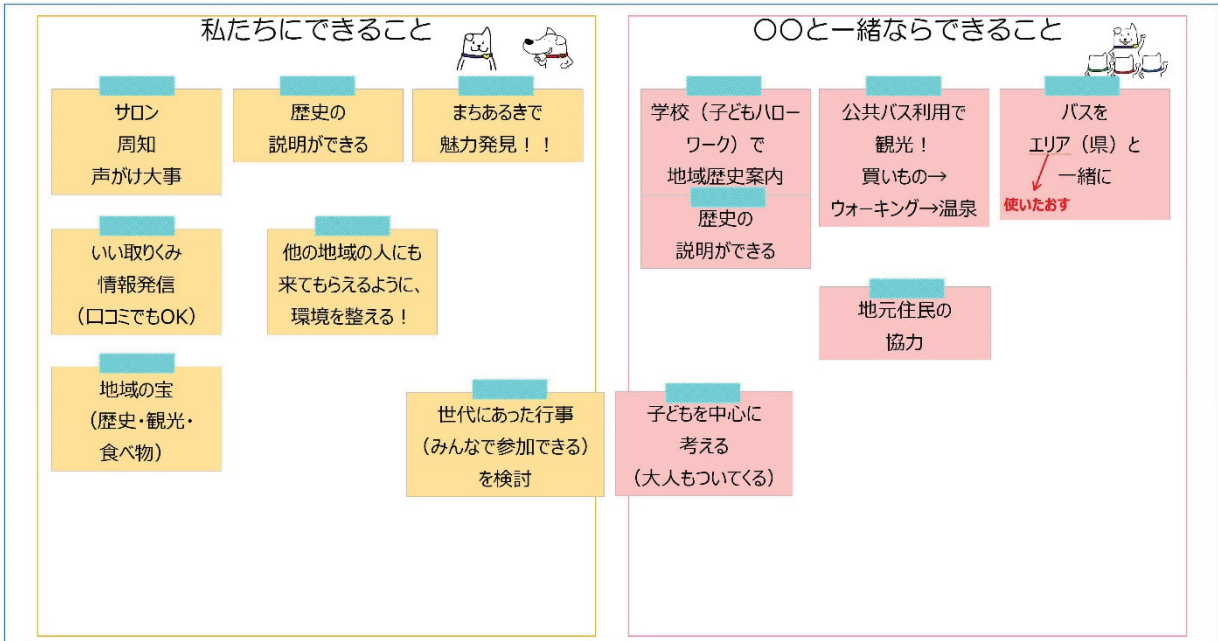 私たちにできること
サロン
周知
声がけ大事
歴史の
説明ができる
まちあるきで
魅力発見！！
いい取りくみ
情報発信
（口コミでもOK）
他の地域の人にも
来てもらえるように、
環境を整える！
地域の宝
（歴史・観光・
食べ物）
世代にあった行事
（みんなで参加できる）
を検討
〇〇と一緒ならできること
学校（子どもハロー
ワーク）で
地域歴史案内
歴史の
説明ができる
公共バス利用で
観光！
買いもの→
ウォーキング→温泉
バスを
エリア（県）と
一緒に
使いたおす
地元住民の
協力
子どもを中心に
考える
（大人もついてくる）